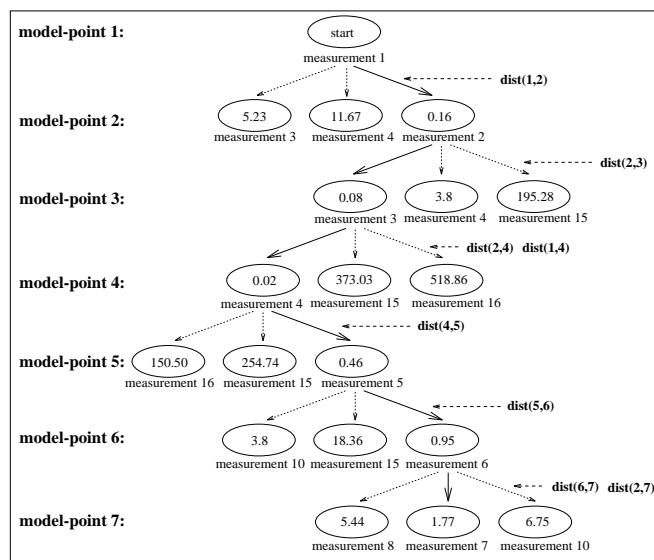 model-point 1:
start
measurement 1
dist(1,2)
model-point 2:
5.23
11.67
0.16
measurement 3
measurement 4
measurement 2
dist(2,3)
model-point 3:
0.08
3.8
195.28
measurement 3
measurement 4
measurement 15
dist(2,4) dist(1,4)
model-point 4:
0.02
373.03
518.86
measurement 4
measurement 15
measurement 16
dist(4,5)
model-point 5:
150.50
254.74
0.46
measurement 16
measurement 15
measurement 5
dist(5,6)
model-point 6:
3.8
18.36
0.95
measurement 10
measurement 15
measurement 6
dist(6,7) dist(2,7)
model-point 7:
5.44
1.77
6.75
measurement 8
measurement 7
measurement 10